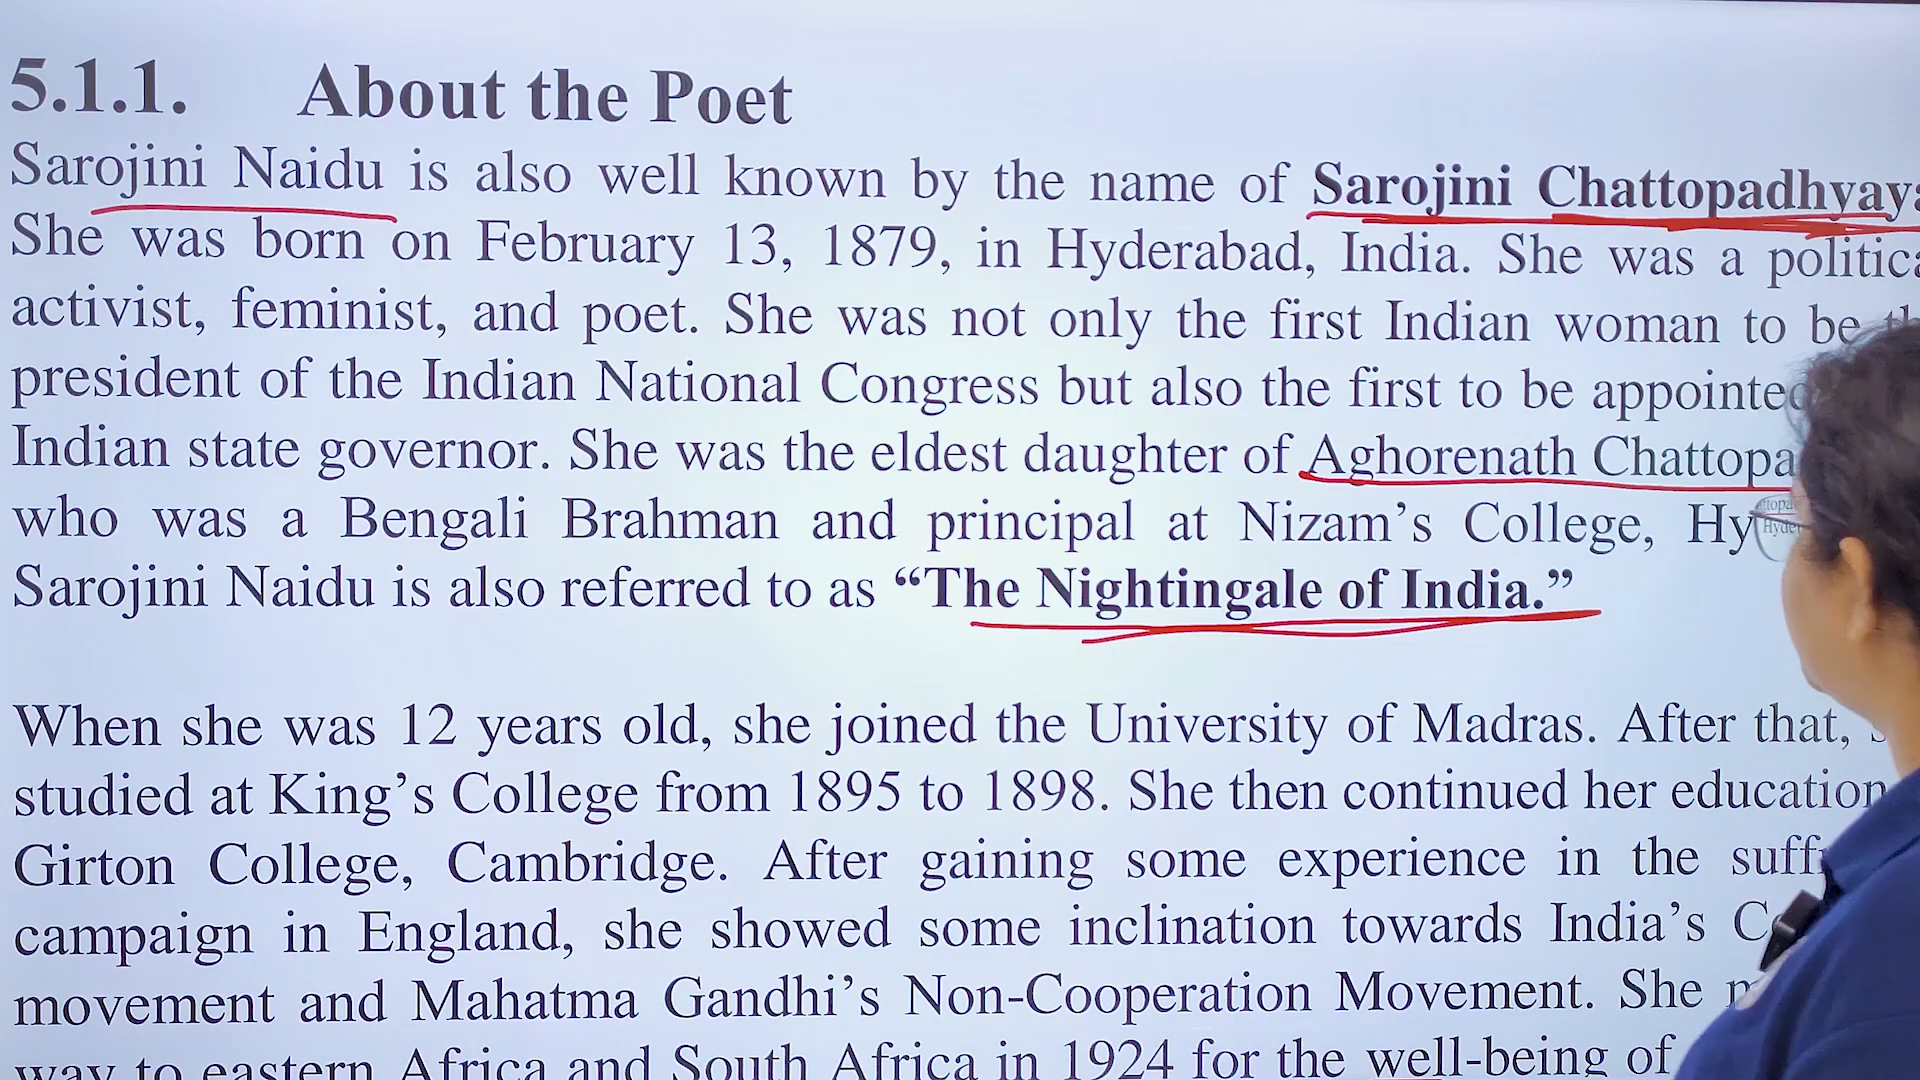 5.1.1. About the Poet
Sarojini Naidu is also well known by the name of Sarojini Chattopadhyay
She was born on February 13, 1879, in Hyderabad, India. She was a
activist, feminist, and poet. She was not only the first Indian woman to be
president of the Indian National Congress but also the first to be appointed
Indian state governor. She was the eldest daughter of Aghorenath
who was a Bengali Brahman and principal at Nizam’s College,
Sarojini Naidu is also referred to as “The Nightingale of India.”
When she was 12 years old, she joined the University of Madras. After that,
studied at King’s College from 1895 to 1898. She then continued her education
Girton College, Cambridge. After gaining some experience in the
campaign in England, she showed some inclination towards India’s
movement and Mahatma Gandhi’s Non-Cooperation Movement. She
way to eastern Africa and South Africa in 1924 for the well-being of